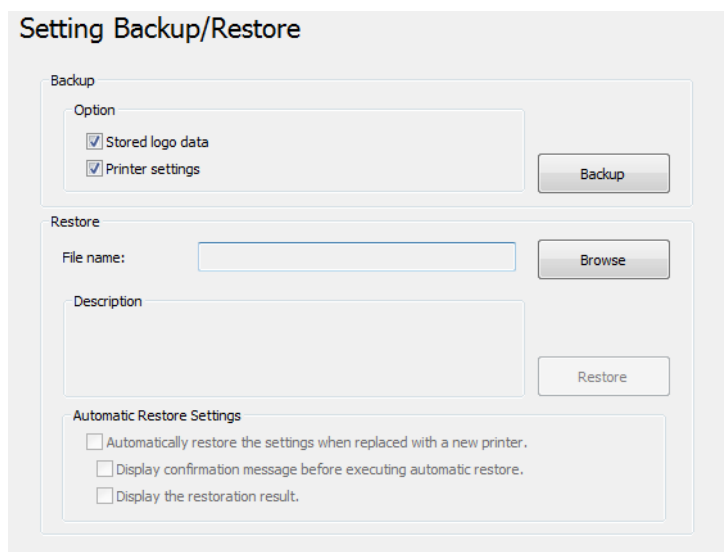 Setting Backup/Restore
Backup
Option
Stored logo data
Printer settings
Backup
Restore
File name:
Browse
Description
Restore
Automatic Restore Settings
Automatically restore the settings when replaced with a new printer.
Display confirmation message before executing automatic restore.
Display the restoration result.